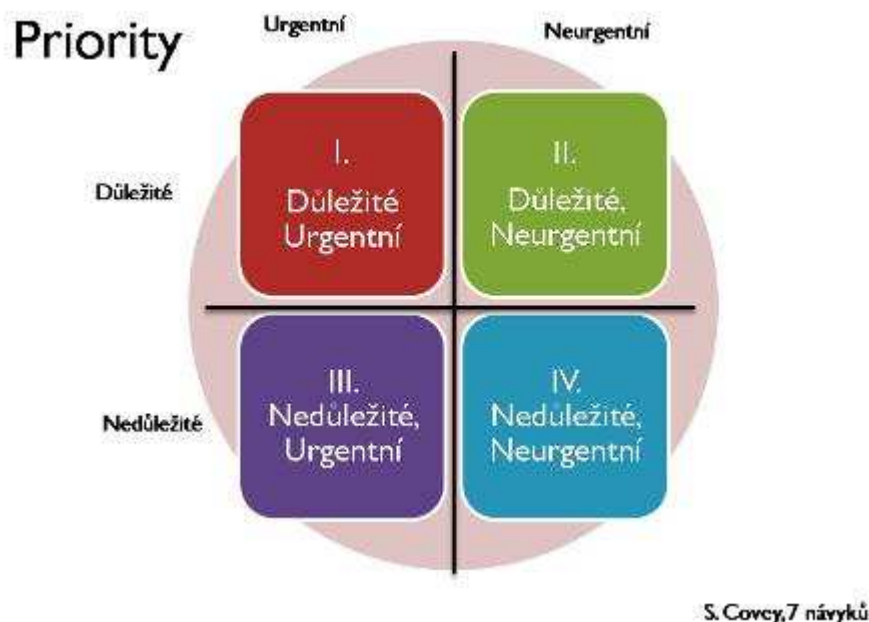 Priority
Urgentní
Neurgentní
Důležité
I.
Důležité
Urgentní
II.
Důležité,
Neurgentní
Nedůležité
III.
Nedůležité,
Urgentní
IV.
Nedůležité,
Neurgentní
S. Covey,7 návyků